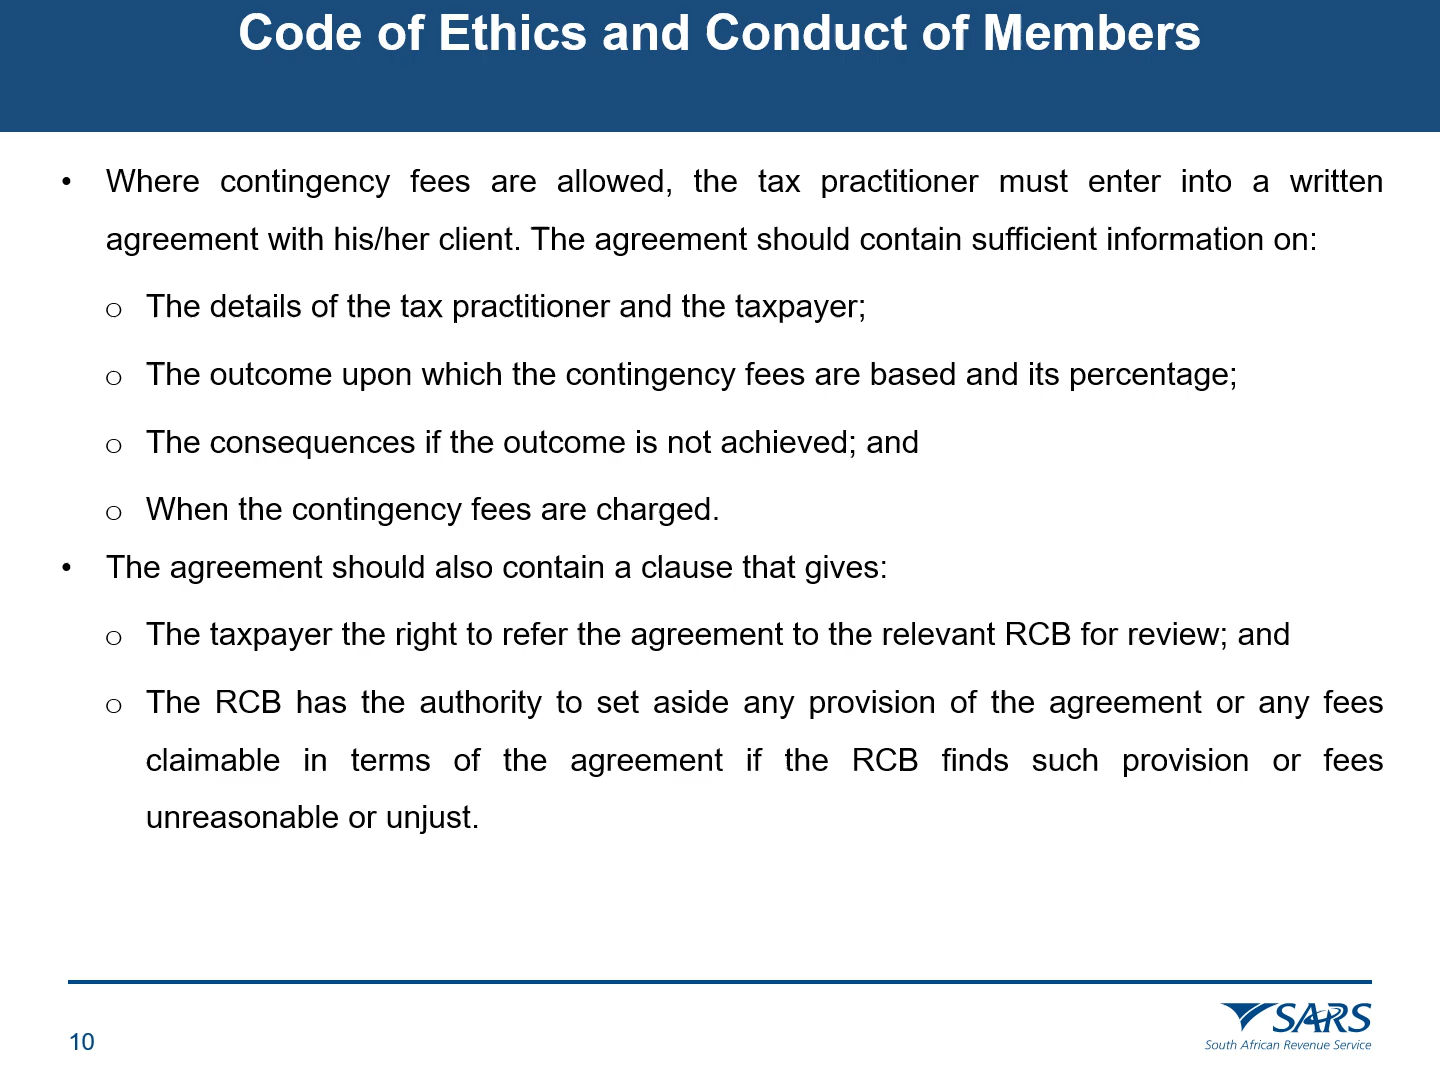 Code of Ethics and Conduct of Members
• Where contingency fees are allowed, the tax practitioner must enter into a written
agreement with his/her client. The agreement should contain sufficient information on:
o The details of the tax practitioner and the taxpayer;
o The outcome upon which the contingency fees are based and its percentage;
o The consequences if the outcome is not achieved; and
o When the contingency fees are charged.
• The agreement should also contain a clause that gives:
o The taxpayer the right to refer the agreement to the relevant RCB for review; and
o The RCB has the authority to set aside any provision of the agreement or any fees
claimable in terms of the agreement if the RCB finds such provision or fees
unreasonable or unjust.
10
SARS
South African Revenue Service